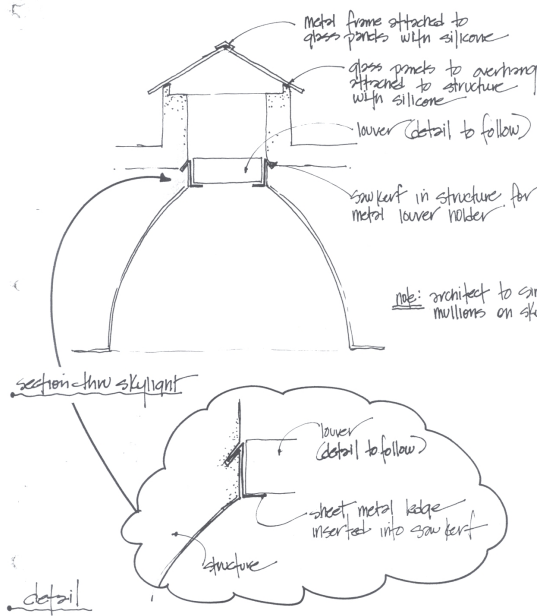 metal frame attached to
glass panels with silicone
glass panels to overhang
attached to structure
with silicone
louver (detail to follow)
saw kerf in structure for
metal louver holder
note: architect to
mullions on
section thru skylight
louver
(detail to follow)
sheet metal ledge
inserted into saw kerf
structure
detail